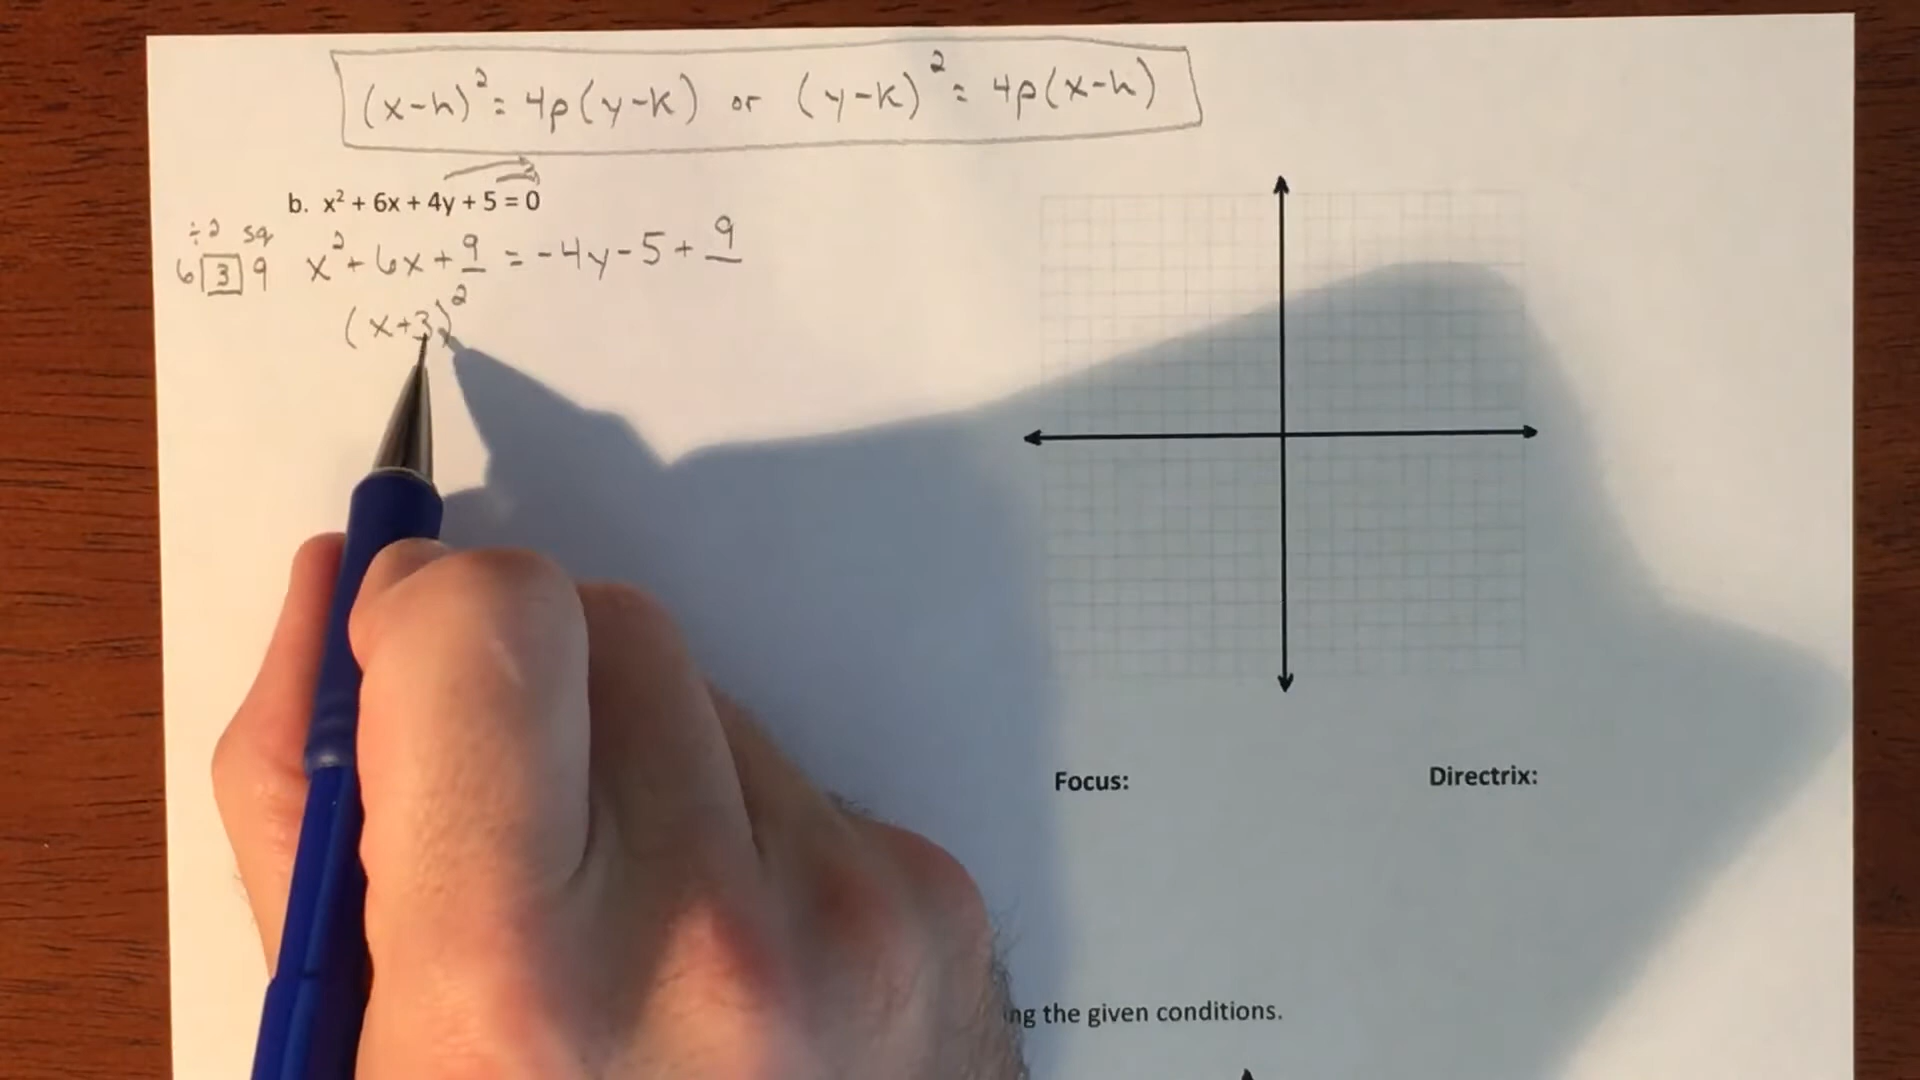 (x-h)² = 4p(y-k) or (y-k)² = 4p(x-h)
b. x² + 6x + 4y + 5 = 0
÷2 sq
6 3 9 x² + 6x + 9 = -4y - 5 + 9
(x+3)²
Focus: Directrix:
the given conditions.